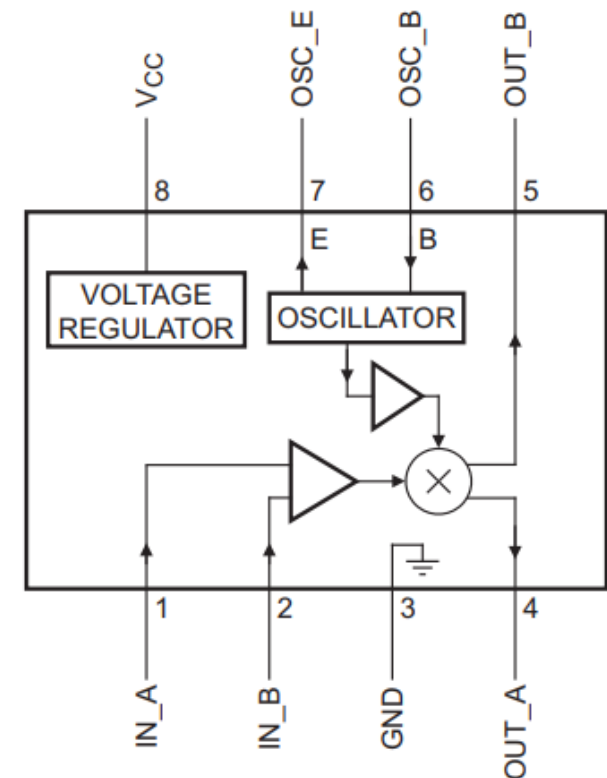 VCC
OSC_E
OSC_B
OUT_B
8
7
6
5
E
B
VOLTAGE
REGULATOR
OSCILLATOR
1
2
3
4
IN_A
IN_B
GND
OUT_A